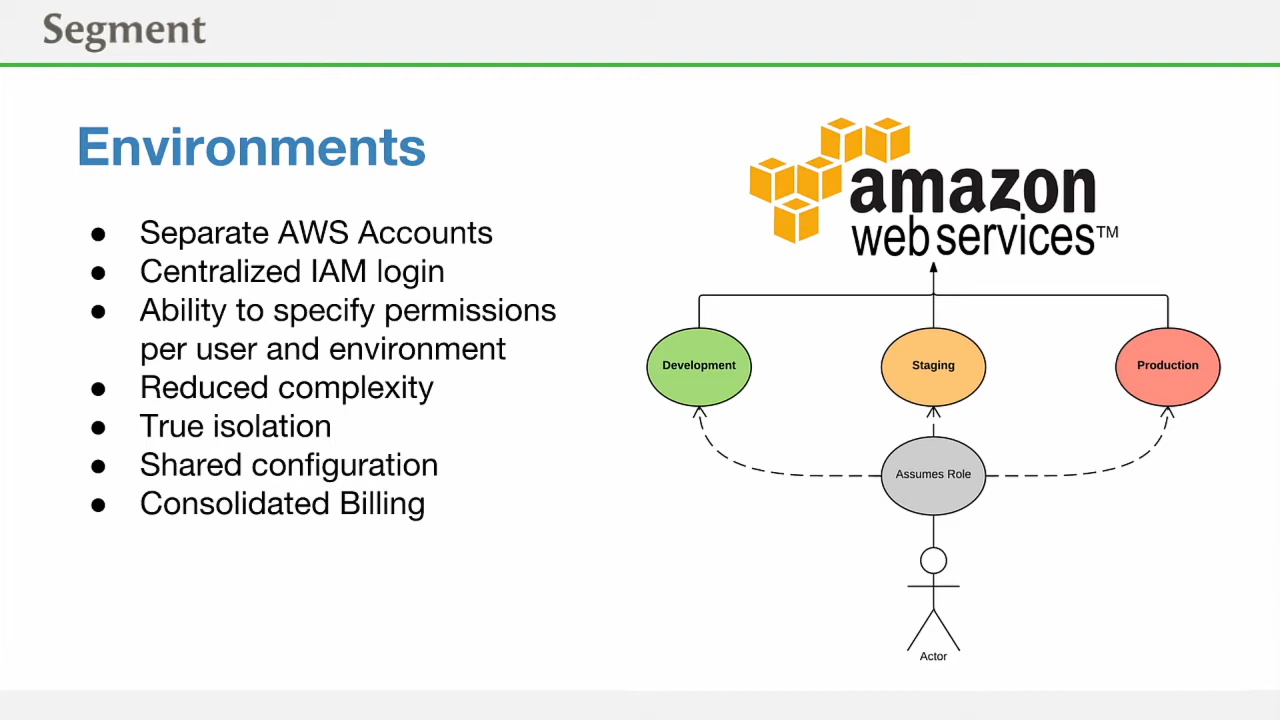 Segment
Environments
● Separate AWS Accounts
● Centralized IAM login
● Ability to specify permissions
per user and environment
● Reduced complexity
● True isolation
● Shared configuration
● Consolidated Billing
amazon
web services™
Development
Staging
Production
Assumes Role
Actor